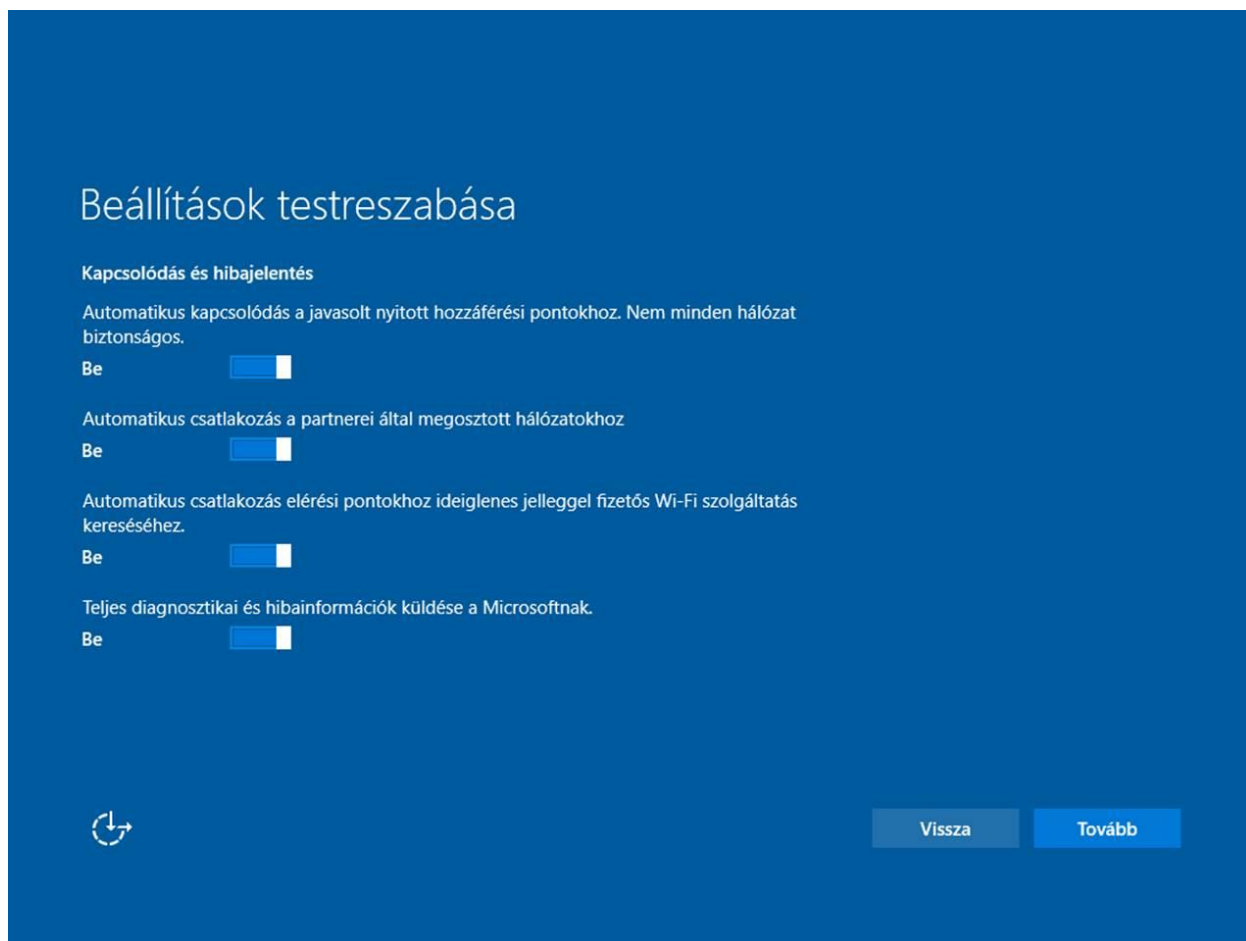 Beállítások testreszabása
Kapcsolódás és hibajelentés
Automatikus kapcsolódás a javasolt nyitott hozzáférési pontokhoz. Nem minden hálózat
biztonságos.
Be
Automatikus csatlakozás a partnerei által megosztott hálózatokhoz
Be
Automatikus csatlakozás elérési pontokhoz ideiglenes jelleggel fizetős Wi-Fi szolgáltatás
kereséséhez.
Be
Teljes diagnosztikai és hibainformációk küldése a Microsoftnak.
Be
Vissza
Tovább